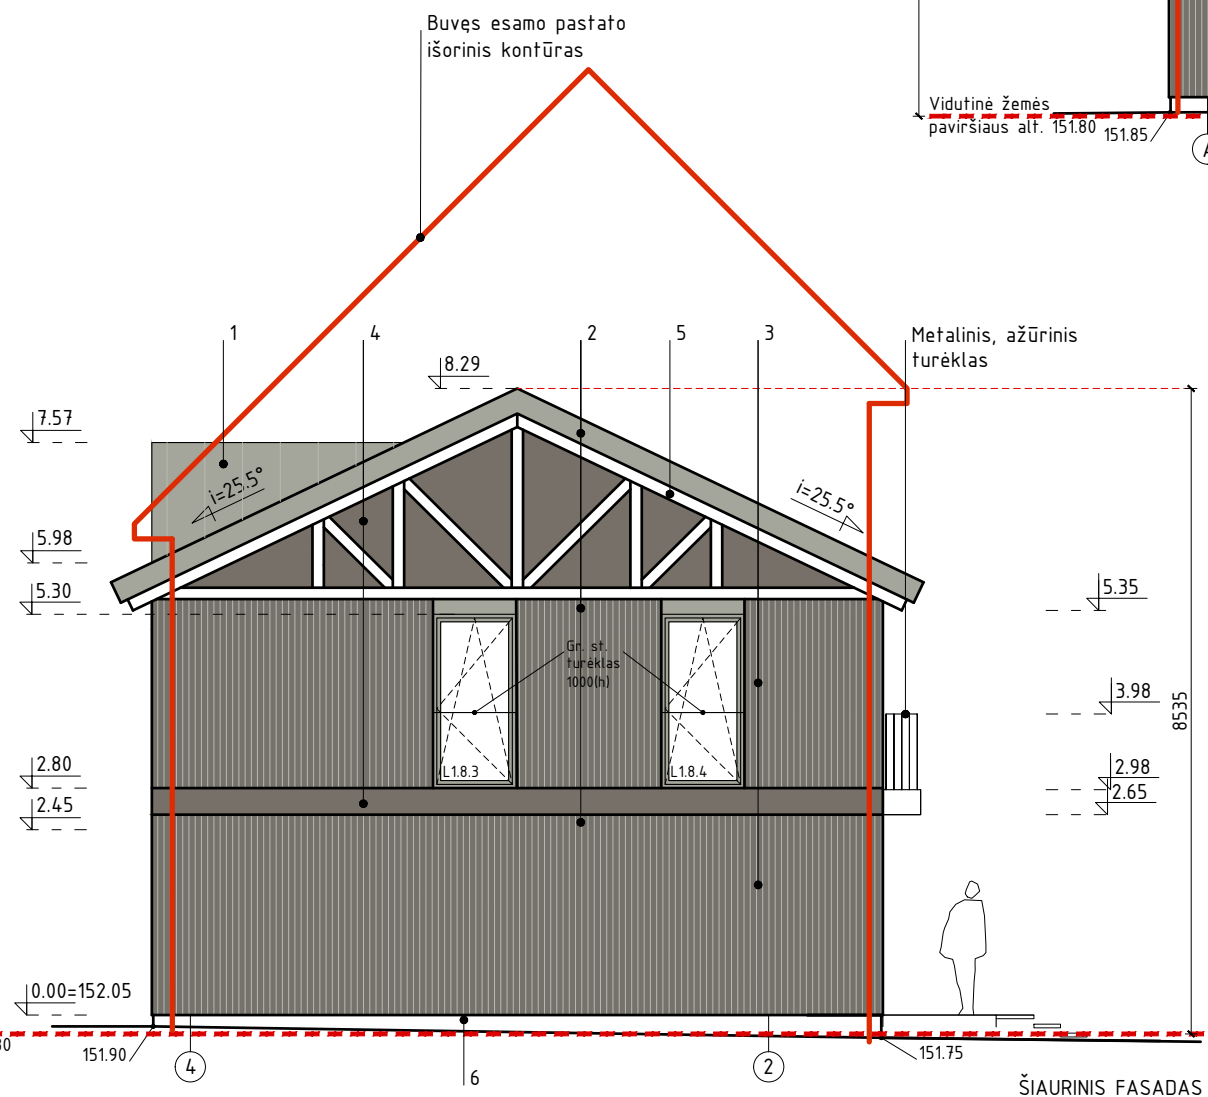 Buvęs esamo pastato
išorinis kontūras
Vidutinė žemės
paviršiaus alt. 151.80
151.85
1
4
2
5
3
Metalinis, ažūrinis
turėklas
8.29
7.57
i=25.5°
i=25.5°
5.98
5.30
5.35
Gr. st.
turėklas
1000(h)
3.98
8535
L1.8.3
L1.8.4
2.80
2.98
2.45
2.65
0.00=152.05
151.90
4
6
2
151.75
ŠIAURINIS FASADAS